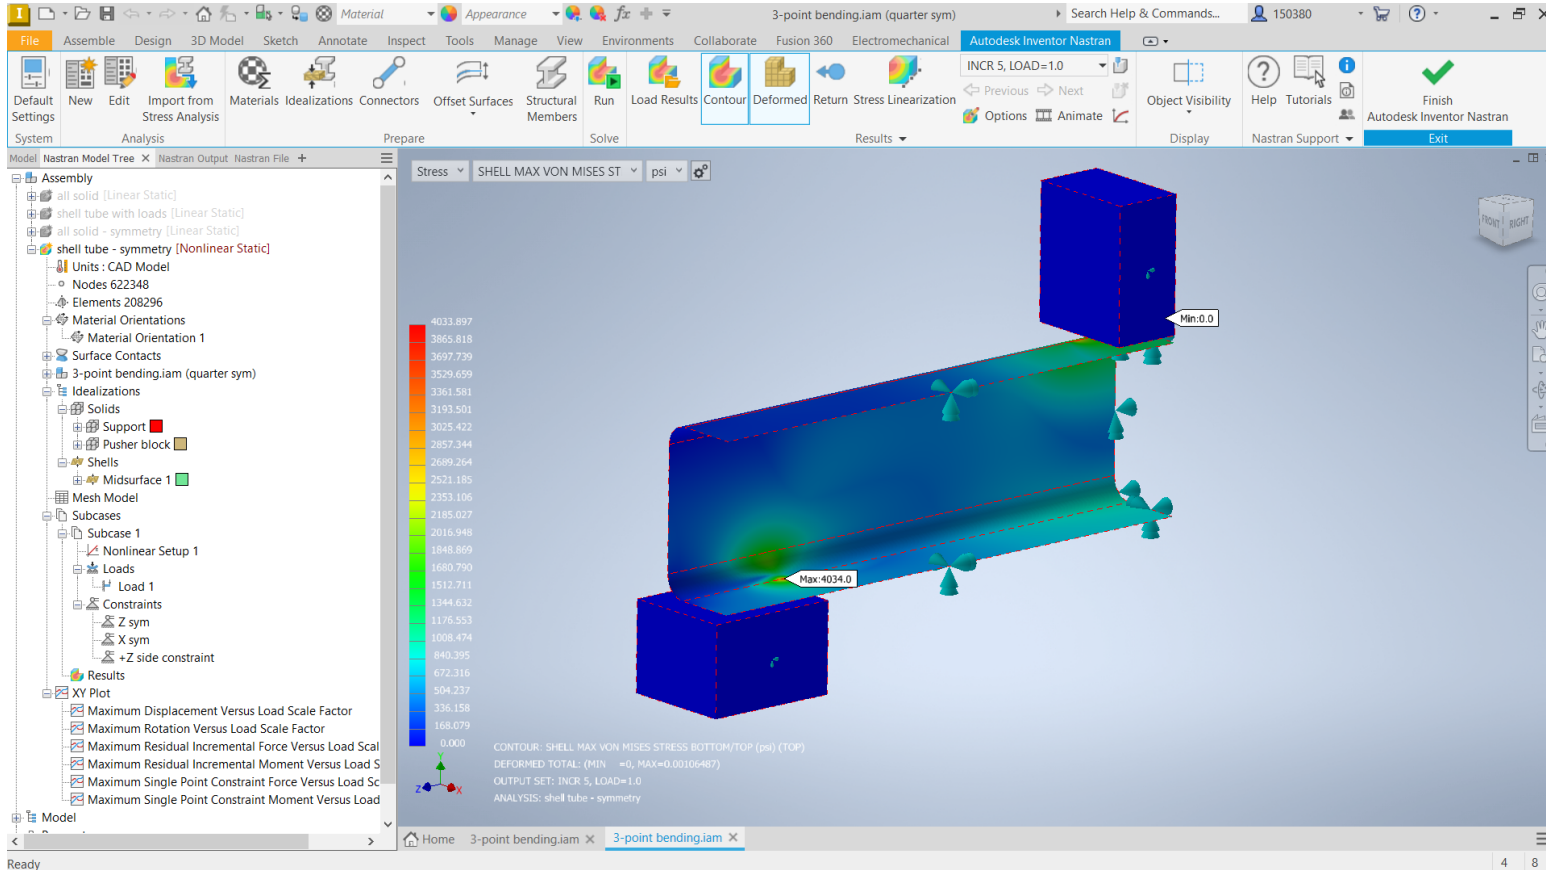 I PRO Material Appearance fx 3-point bending.iam (quarter sym) Search Help & Commands... 150380
File Assemble Design 3D Model Sketch Annotate Inspect Tools Manage View Environments Collaborate Fusion 360 Electromechanical Autodesk Inventor Nastran
Default Settings
New
Edit
Import from Stress Analysis
Materials
Idealizations
Connectors
Offset Surfaces
Structural Members
Run
Load Results
Contour
Deformed
Return
Stress Linearization
INCR 5, LOAD=1.0
Previous Next
Options Animate
Object Visibility
Help
Tutorials
Finish
Autodesk Inventor Nastran
System Analysis Prepare Solve Results Display Nastran Support Exit
Model Nastran Model Tree Nastran Output Nastran File
Assembly
all solid [Linear Static]
shell tube with loads [Linear Static]
all solid - symmetry [Linear Static]
shell tube - symmetry [Nonlinear Static]
Units : CAD Model
Nodes 622348
Elements 208296
Material Orientations
Material Orientation 1
Surface Contacts
3-point bending.iam (quarter sym)
Idealizations
Solids
Support
Pusher block
Shells
Midsurface 1
Mesh Model
Subcases
Subcase 1
Nonlinear Setup 1
Loads
Load 1
Constraints
Z sym
X sym
+Z side constraint
Results
XY Plot
Maximum Displacement Versus Load Scale Factor
Maximum Rotation Versus Load Scale Factor
Maximum Residual Incremental Force Versus Load Scal
Maximum Residual Incremental Moment Versus Load S
Maximum Single Point Constraint Force Versus Load Sc
Maximum Single Point Constraint Moment Versus Load
Model
Stress SHELL MAX VON MISES ST psi
FRONT RIGHT
4033.897
3865.818
3697.739
3529.659
3361.581
3193.501
3025.422
2857.344
2689.264
2521.185
2353.106
2185.027
2016.948
1848.869
1680.790
1512.711
1344.632
1176.553
1008.474
840.395
672.316
504.237
336.158
168.079
0.000
Min:0.0
Max:4034.0
Y
Z
X
CONTOUR: SHELL MAX VON MISES STRESS BOTTOM/TOP (psi) (TOP)
DEFORMED TOTAL: (MIN =0, MAX=0.00106487)
OUTPUT SET: INCR 5, LOAD=1.0
ANALYSIS: shell tube - symmetry
Home 3-point bending.iam 3-point bending.iam
Ready 4 8